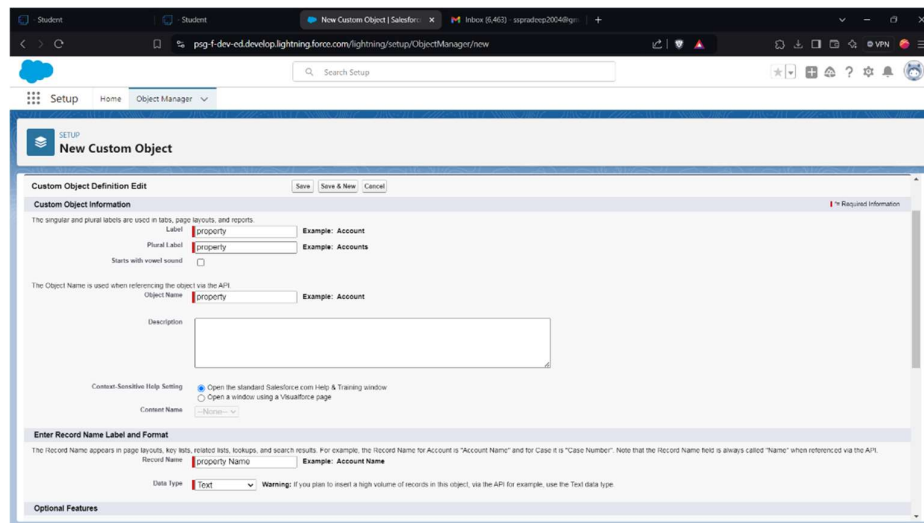 Student
Student
New Custom Object | Salesforc
Inbox (6,463) - sspradeep2004@gm
psg-f-dev-ed.develop.lightning.force.com/lightning/setup/ObjectManager/new
VPN
Search Setup
Setup
Home
Object Manager
SETUP
New Custom Object
Custom Object Definition Edit
Save
Save & New
Cancel
Custom Object Information
= Required Information
The singular and plural labels are used in tabs, page layouts, and reports.
Label property Example: Account
Plural Label property Example: Accounts
Starts with vowel sound
The Object Name is used when referencing the object via the API.
Object Name property Example: Account
Description
Context-Sensitive Help Setting
Open the standard Salesforce.com Help & Training window
Open a window using a Visualforce page
Content Name --None--
Enter Record Name Label and Format
The Record Name appears in page layouts, key lists, related lists, lookups, and search results. For example, the Record Name for Account is "Account Name" and for Case it is "Case Number". Note that the Record Name field is always called "Name" when referenced via the API.
Record Name property Name Example: Account Name
Data Type Text Warning: If you plan to insert a high volume of records in this object, via the API for example, use the Text data type.
Optional Features